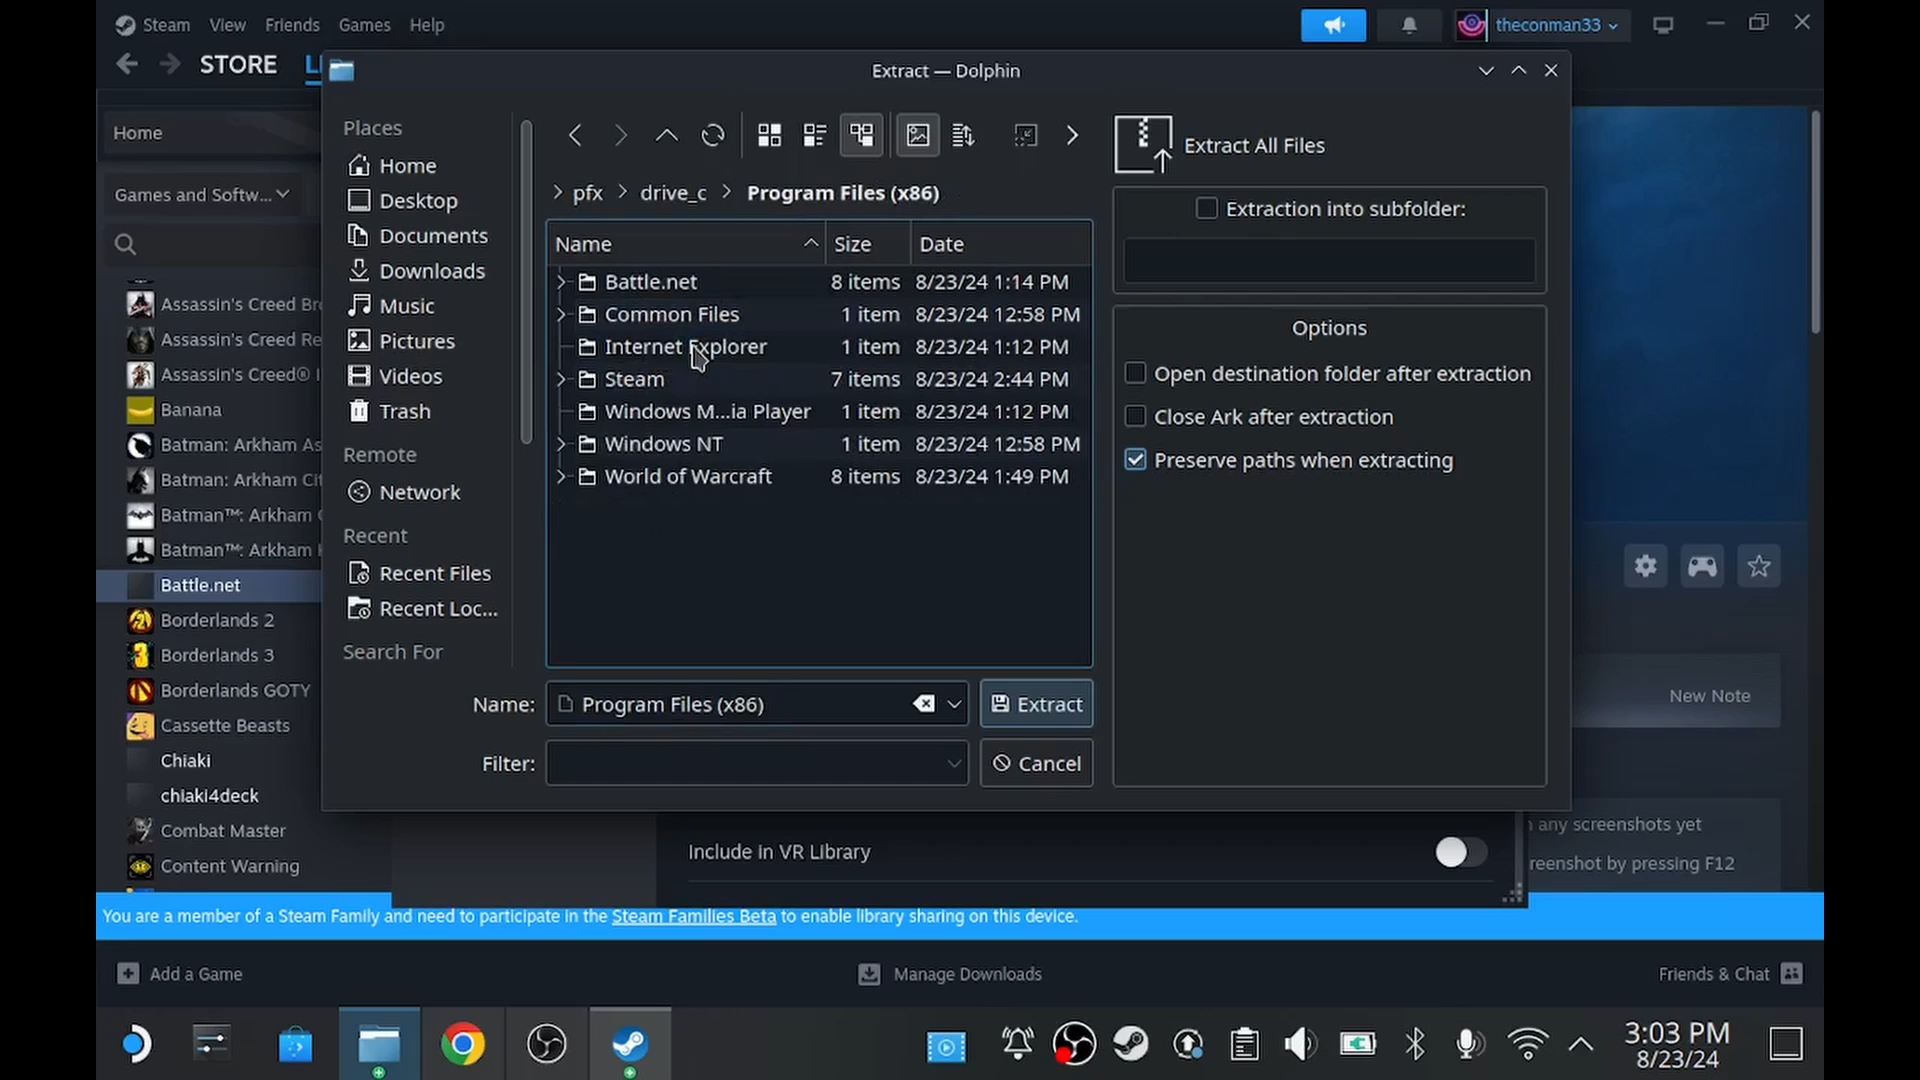 Steam View Friends Games Help
theconman33
STORE
Extract — Dolphin
Home
Games and Softw...
Assassin's Creed Br
Assassin's Creed Re
Assassin's Creed® I
Banana
Batman: Arkham As
Batman: Arkham Cit
Batman™: Arkham
Batman™: Arkham
Battle.net
Borderlands 2
Borderlands 3
Borderlands GOTY
Cassette Beasts
Chiaki
chiaki4deck
Combat Master
Content Warning
Places
Home
Desktop
Documents
Downloads
Music
Pictures
Videos
Trash
Remote
Network
Recent
Recent Files
Recent Loc...
Search For
> pfx > drive_c > Program Files (x86)
Name Size Date
Battle.net 8 items 8/23/24 1:14 PM
Common Files 1 item 8/23/24 12:58 PM
Internet Explorer 1 item 8/23/24 1:12 PM
Steam 7 items 8/23/24 2:44 PM
Windows M...ia Player 1 item 8/23/24 1:12 PM
Windows NT 1 item 8/23/24 12:58 PM
World of Warcraft 8 items 8/23/24 1:49 PM
Name: Program Files (x86) Extract
Filter: Cancel
Extract All Files
Extraction into subfolder:
Options
Open destination folder after extraction
Close Ark after extraction
Preserve paths when extracting
New Note
any screenshots yet
reenshot by pressing F12
Include in VR Library
You are a member of a Steam Family and need to participate in the Steam Families Beta to enable library sharing on this device.
Add a Game
Manage Downloads
Friends & Chat
3:03 PM
8/23/24